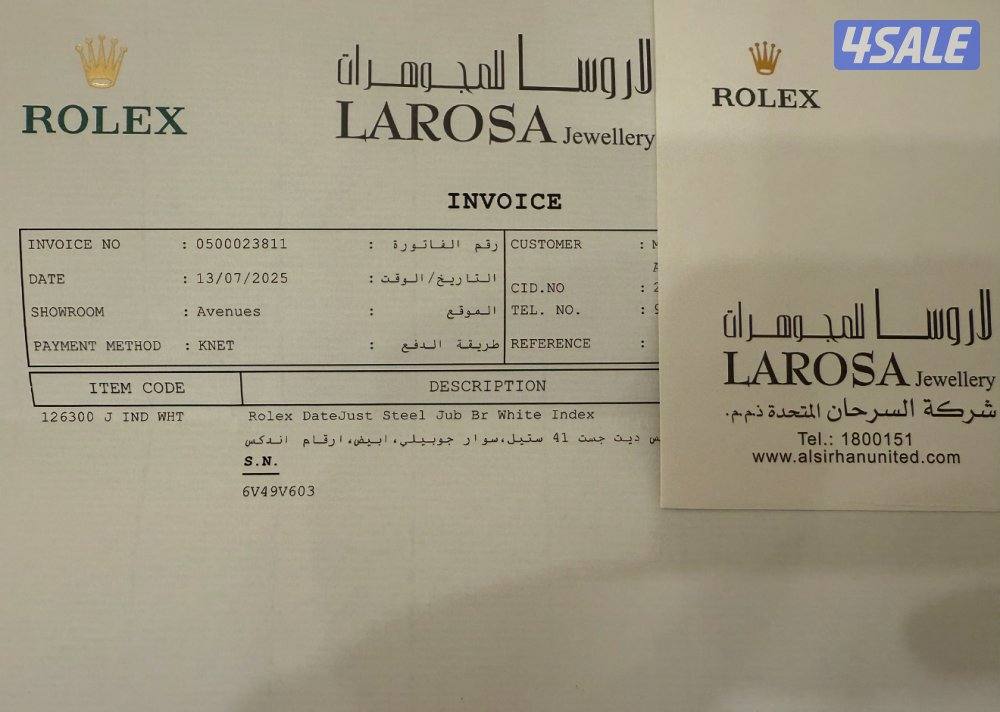 4SALE
ROLEX
لاروسا للمجوهرات
LAROSA Jewellery
INVOICE
INVOICE NO : 0500023811 : رقم الفاتورة
DATE : 13/07/2025 : التاريخ/الوقت
SHOWROOM : Avenues : الموقع
PAYMENT METHOD : KNET : طريقة الدفع
CUSTOMER :
CID.NO : 2
TEL. NO. : 9
REFERENCE :
ITEM CODE DESCRIPTION
126300 J IND WHT Rolex DateJust Steel Jub Br White Index
ديت جست 41 ستيل،سوار جوبيلي،ابيض،ارقام اندكس
S.N.
6V49V603
ROLEX
لاروسا للمجوهرات
LAROSA Jewellery
شركة السرحان المتحدة ذ.م.م.
Tel.: 1800151
www.alsirhanunited.com